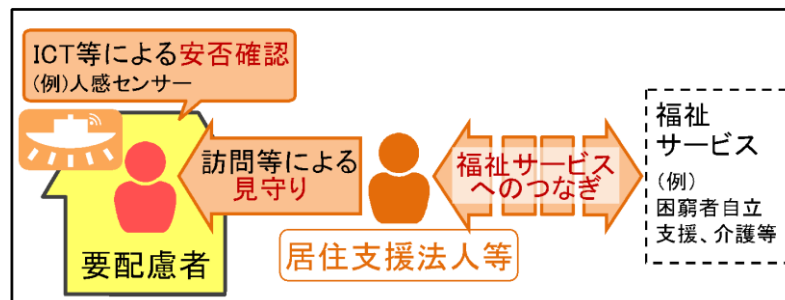 ICT等による安否確認
(例)人感センサー
訪問等による
見守り
要配慮者
居住支援法人等
福祉サービス
へのつなぎ
福祉
サービス
(例)
困窮者自立
支援、介護等